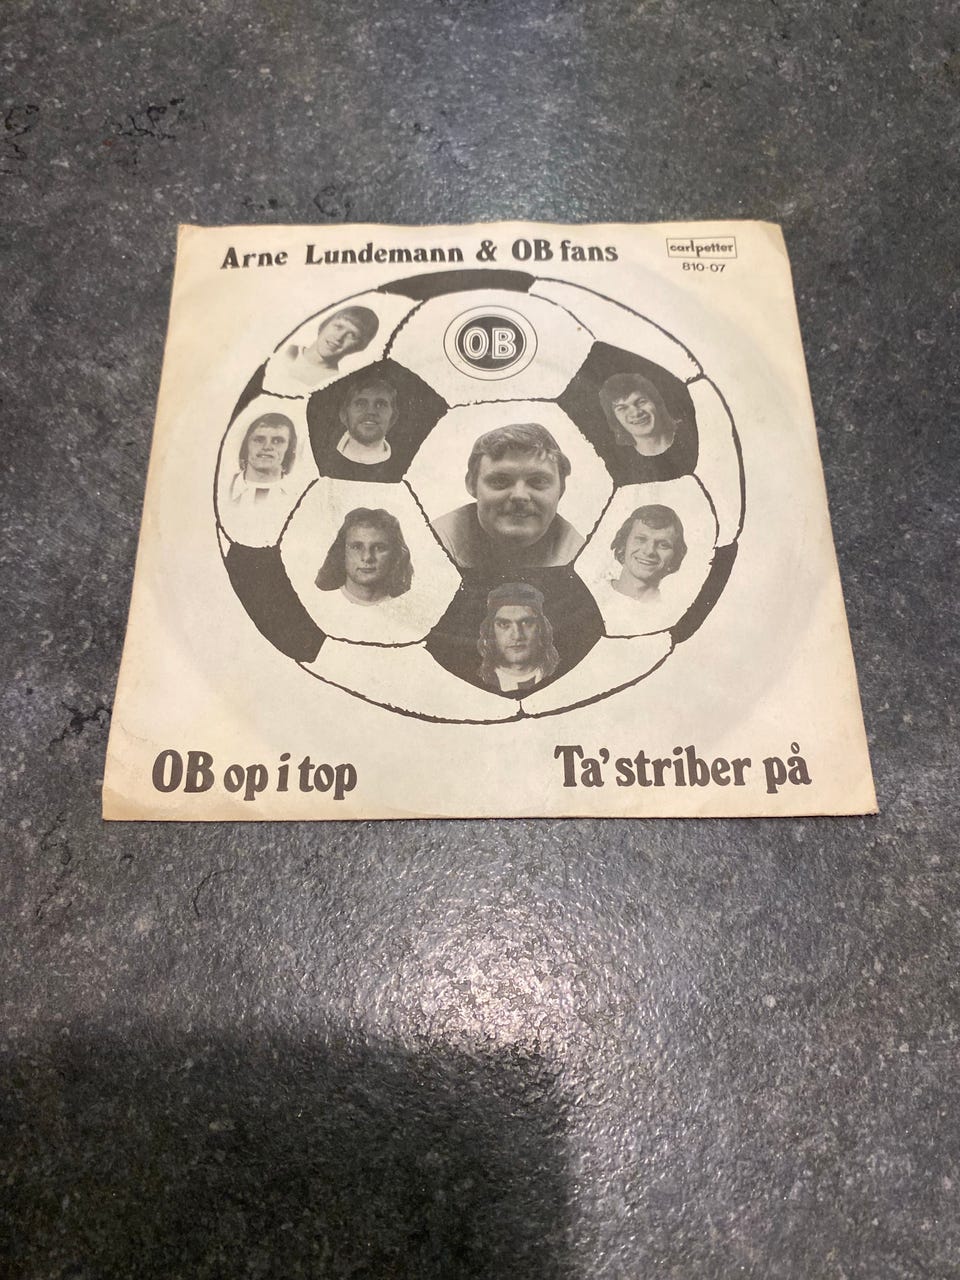 Arne Lundemann & OB fans
carlpetter
810-07
OB
OB op i top
Ta' striber på